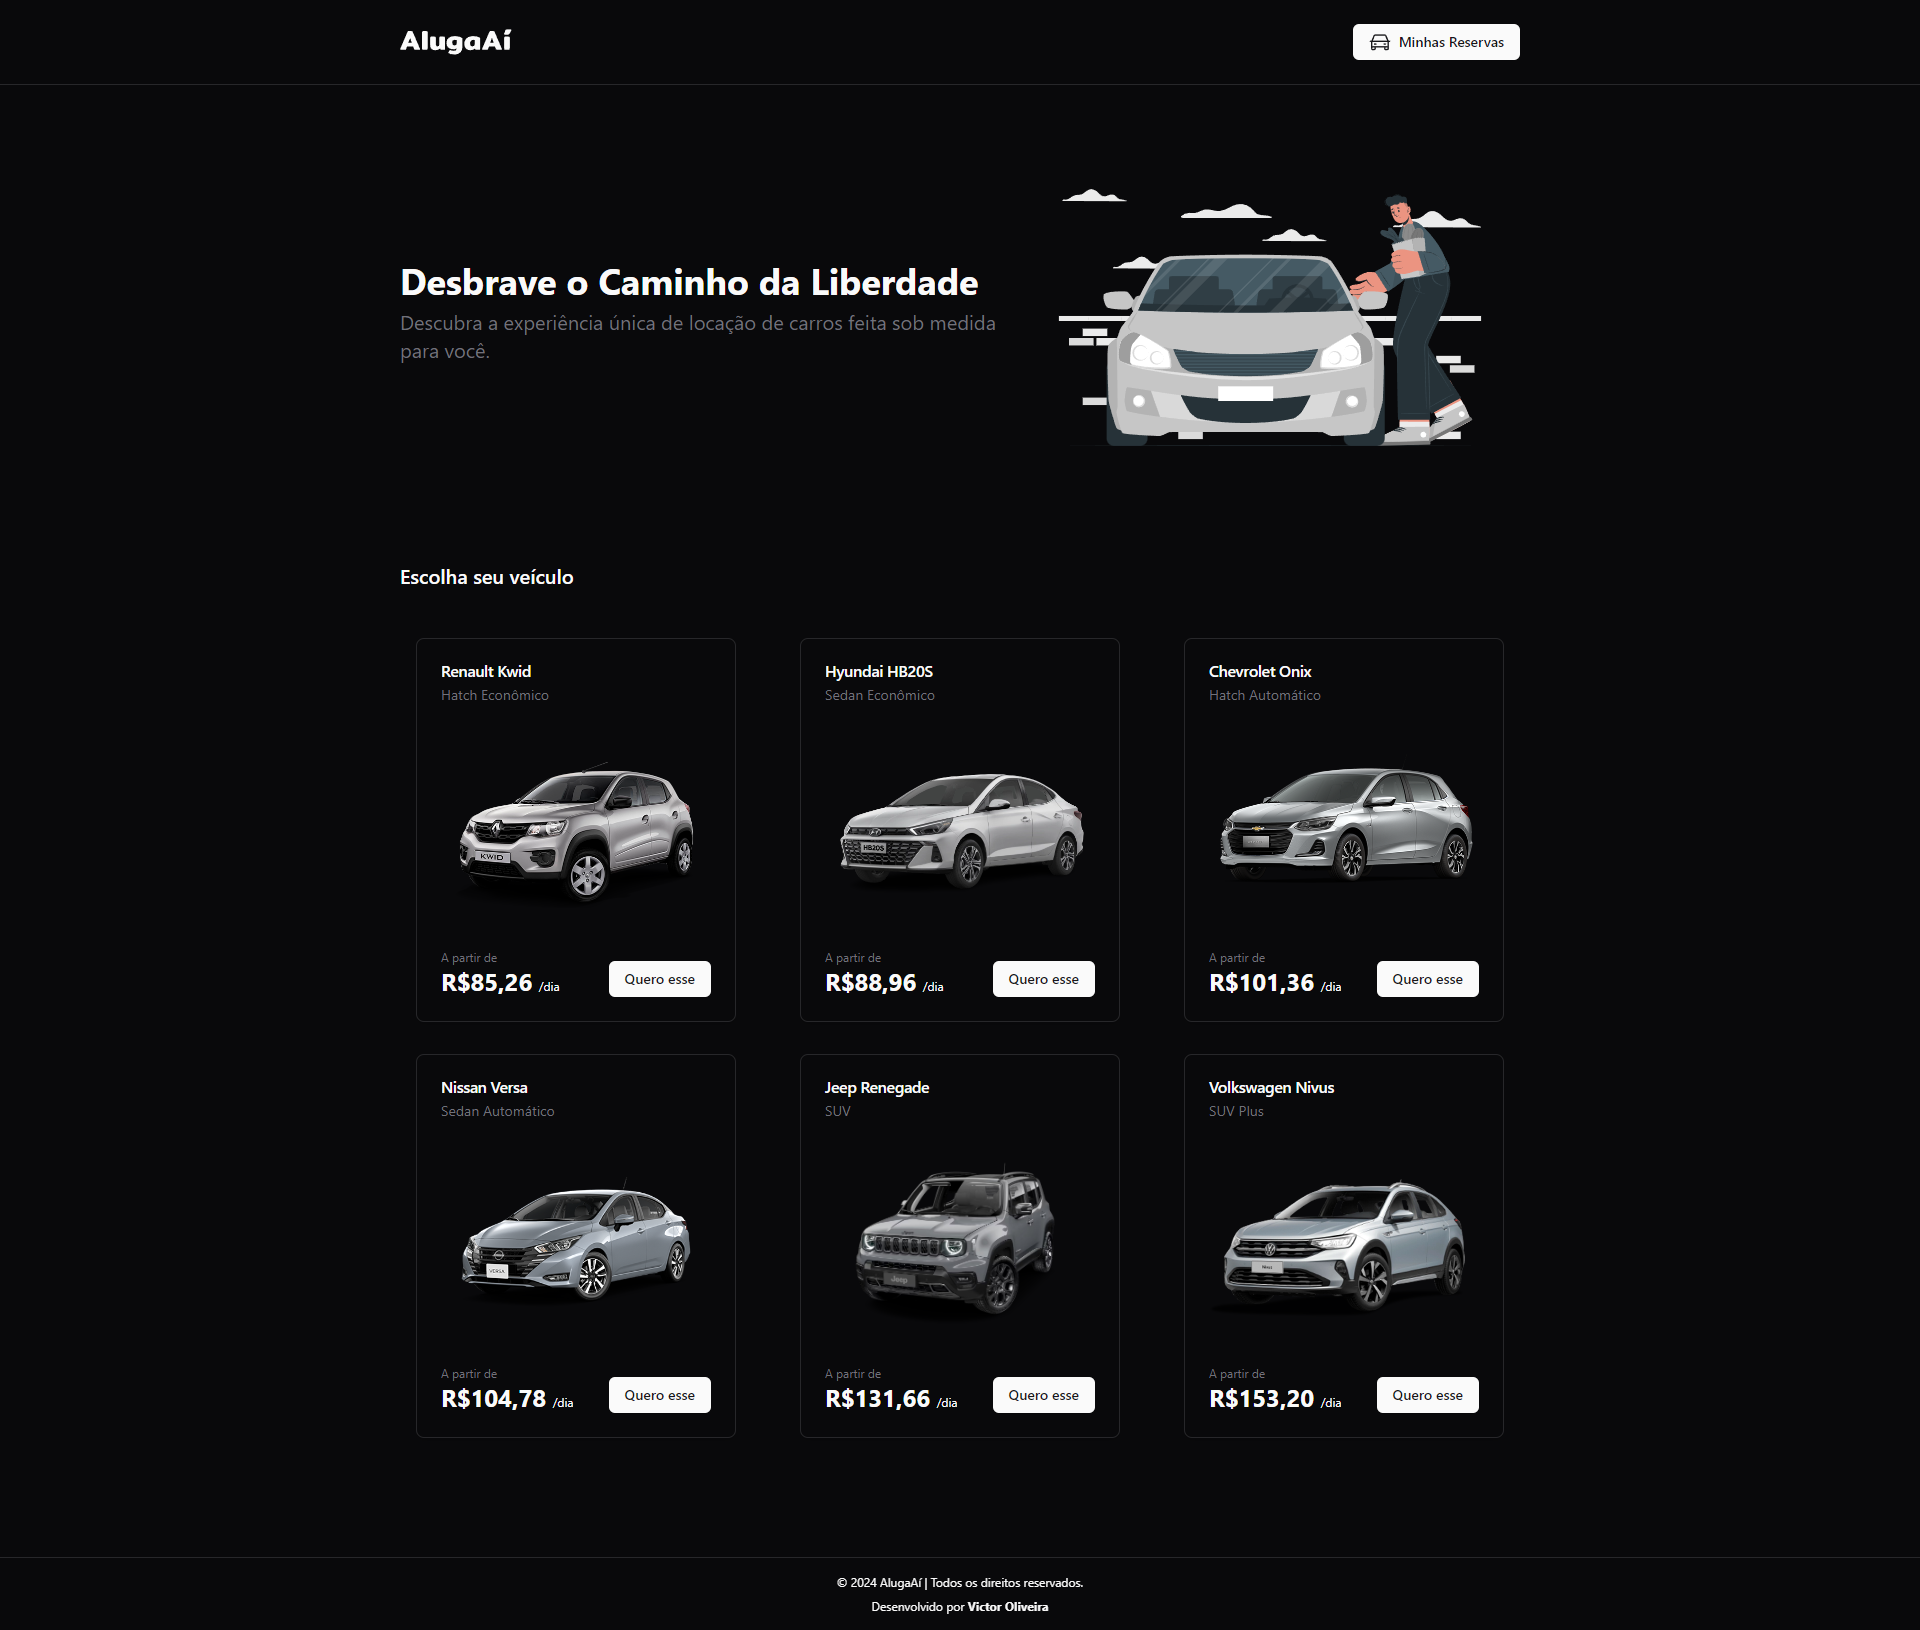 AlugaAí
Minhas Reservas
Desbrave o Caminho da Liberdade
Descubra a experiência única de locação de carros feita sob medida
para você.
Escolha seu veículo
Renault Kwid
Hatch Econômico
KWID
A partir de
R$85,26 /dia
Quero esse
Hyundai HB20S
Sedan Econômico
HB20S
A partir de
R$88,96 /dia
Quero esse
Chevrolet Onix
Hatch Automático
A partir de
R$101,36 /dia
Quero esse
Nissan Versa
Sedan Automático
VERSA
A partir de
R$104,78 /dia
Quero esse
Jeep Renegade
SUV
Jeep
A partir de
R$131,66 /dia
Quero esse
Volkswagen Nivus
SUV Plus
Nivus
A partir de
R$153,20 /dia
Quero esse
© 2024 AlugaAí | Todos os direitos reservados.
Desenvolvido por Victor Oliveira